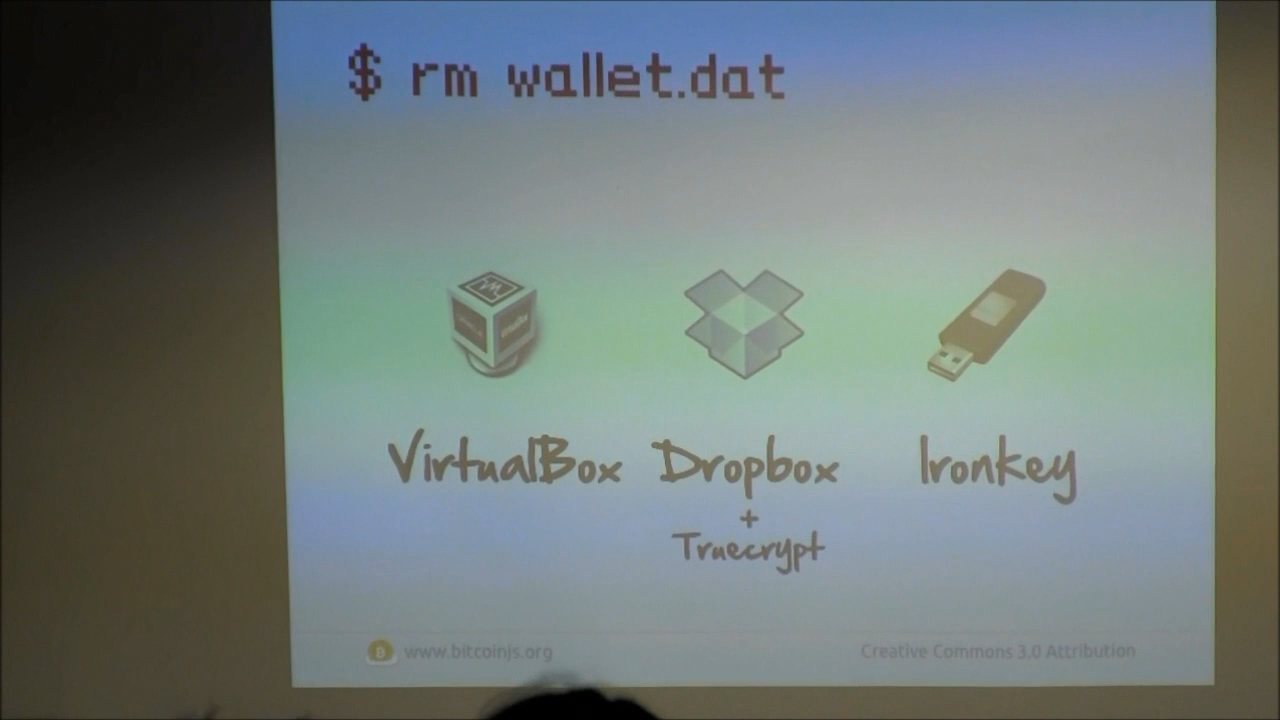 $ rm wallet.dat
VirtualBox
Dropbox
+
Truecrypt
Ironkey
www.bitcoinjs.org
Creative Commons 3.0 Attribution